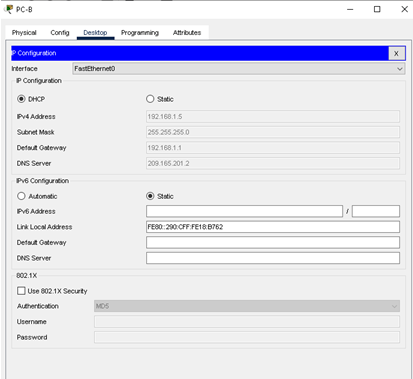 PC-B
Physical Config Desktop Programming Attributes
IP Configuration X
Interface FastEthernet0
IP Configuration
DHCP Static
IPv4 Address 192.168.1.5
Subnet Mask 255.255.255.0
Default Gateway 192.168.1.1
DNS Server 209.165.201.2
IPv6 Configuration
Automatic Static
IPv6 Address /
Link Local Address FE80::290:CFF:FE18:B762
Default Gateway
DNS Server
802.1X
Use 802.1X Security
Authentication MD5
Username
Password